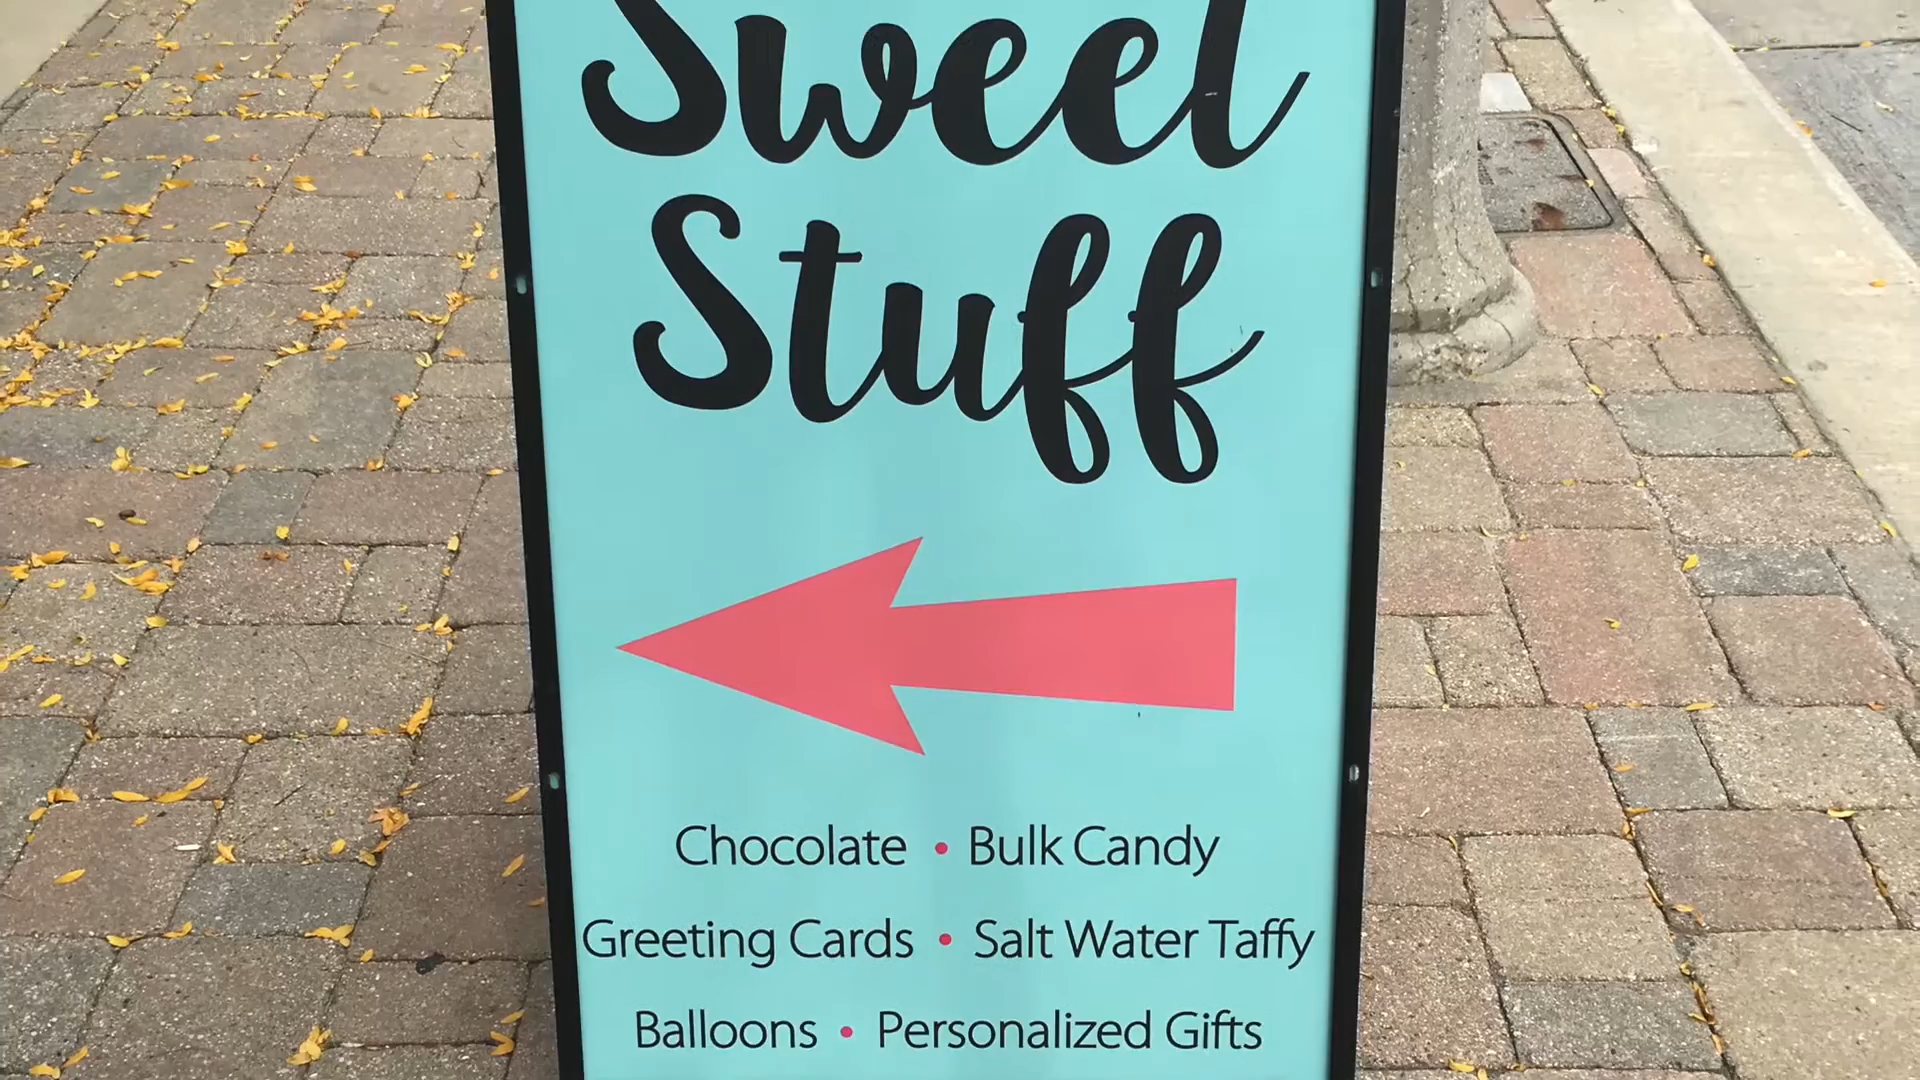 Sweet
Stuff
Chocolate • Bulk Candy
Greeting Cards • Salt Water Taffy
Balloons • Personalized Gifts